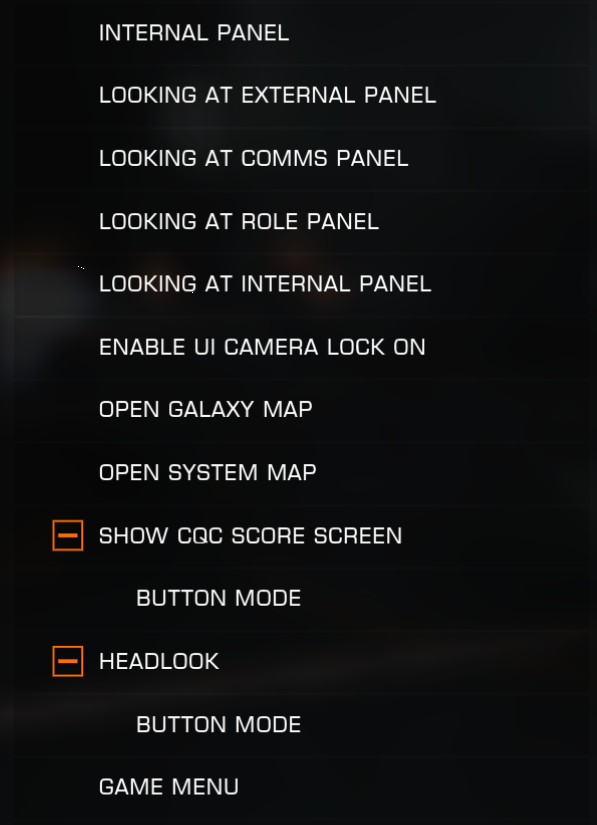 INTERNAL PANEL
LOOKING AT EXTERNAL PANEL
LOOKING AT COMMS PANEL
LOOKING AT ROLE PANEL
LOOKING AT INTERNAL PANEL
ENABLE UI CAMERA LOCK ON
OPEN GALAXY MAP
OPEN SYSTEM MAP
SHOW CQC SCORE SCREEN
BUTTON MODE
HEADLOOK
BUTTON MODE
GAME MENU